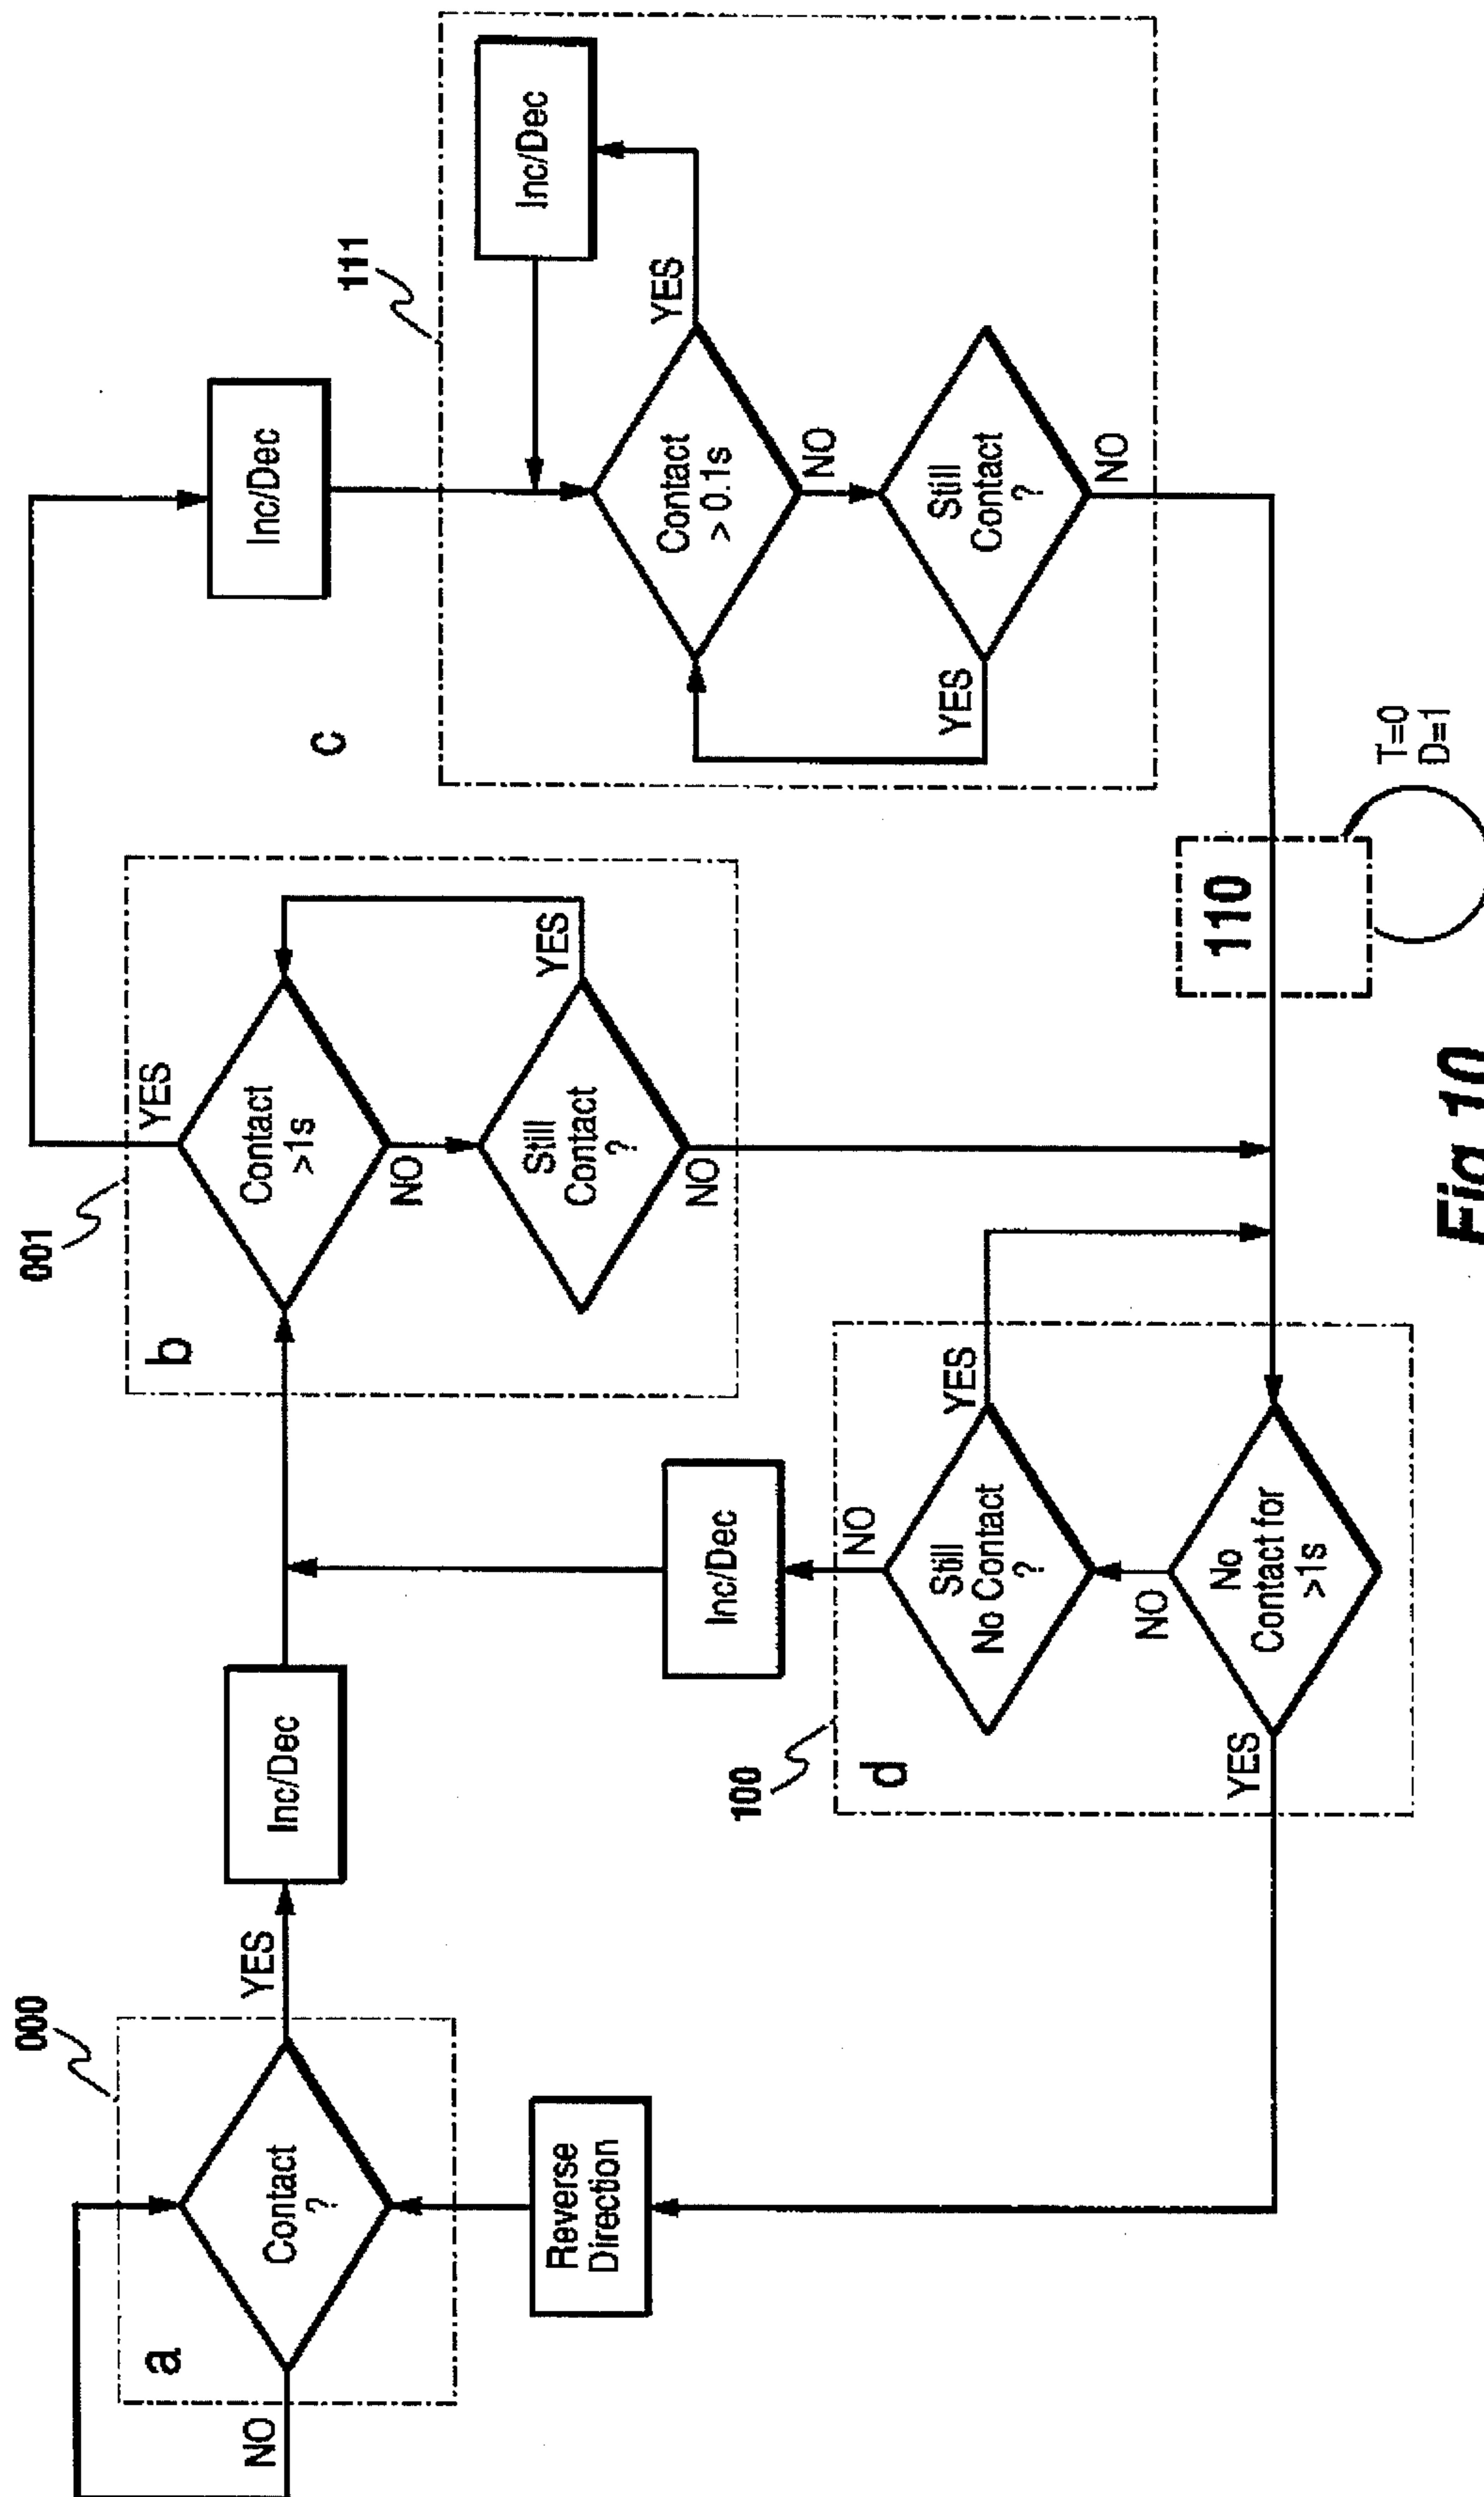 000
a
Contact
?
NO
YES
Reverse
Direction
Inc/Dec
001
b
Contact
>1s
YES
NO
Still
Contact
?
YES
NO
Inc/Dec
c
111
Inc/Dec
Contact
> 0.1s
YES
NO
Still
Contact
?
YES
NO
Inc/Dec
100
d
Still
No Contact
?
YES
NO
No
Contact for
>1s
NO
YES
110
T=0
D=1
Fig 10